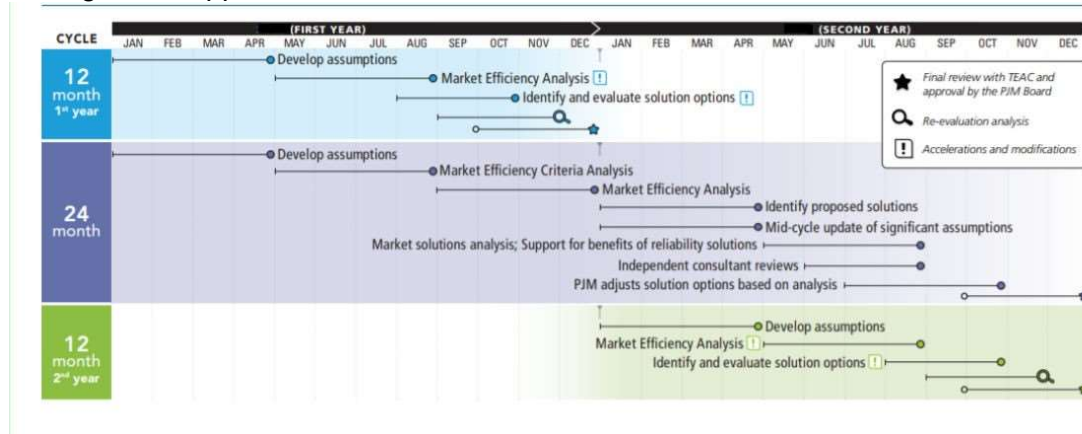 (FIRST YEAR) (SECOND YEAR)
CYCLE JAN FEB MAR APR MAY JUN JUL AUG SEP OCT NOV DEC JAN FEB MAR APR MAY JUN JUL AUG SEP OCT NOV DEC
12
month
1st year
Develop assumptions
Market Efficiency Analysis !
Identify and evaluate solution options !
Final review with TEAC and
approval by the PJM Board
Re-evaluation analysis
! Accelerations and modifications
24
month
Develop assumptions
Market Efficiency Criteria Analysis
Market Efficiency Analysis
Identify proposed solutions
Mid-cycle update of significant assumptions
Market solutions analysis; Support for benefits of reliability solutions
Independent consultant reviews
PJM adjusts solution options based on analysis
12
month
2nd year
Develop assumptions
Market Efficiency Analysis !
Identify and evaluate solution options !